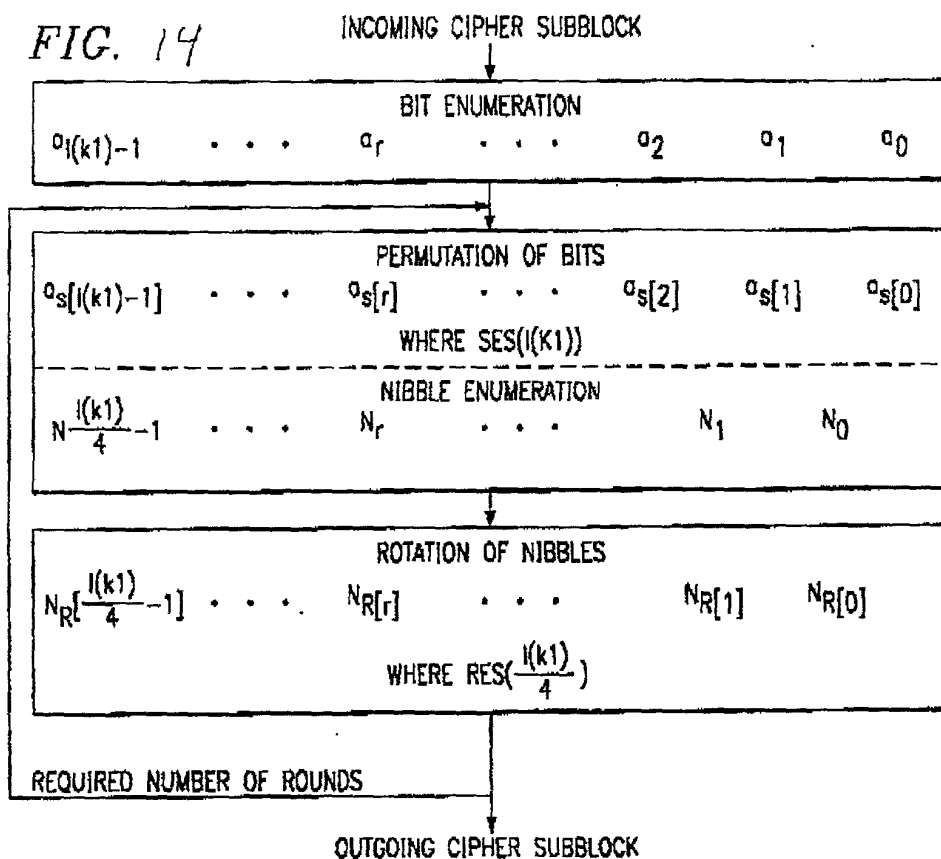 FIG. 14
INCOMING CIPHER SUBBLOCK
BIT ENUMERATION
a_{l(k1)-1} · · · a_r · · · a_2 a_1 a_0
PERMUTATION OF BITS
a_{s[l(k1)-1]} · · · a_{s[r]} · · · a_{s[2]} a_{s[1]} a_{s[0]}
WHERE SES(l(K1))
NIBBLE ENUMERATION
N_{l(k1)/4-1} · · · N_r · · · N_1 N_0
ROTATION OF NIBBLES
N_{R[l(k1)/4-1]} · · · N_{R[r]} · · · N_{R[1]} N_{R[0]}
WHERE RES(l(k1)/4)
REQUIRED NUMBER OF ROUNDS
OUTGOING CIPHER SUBBLOCK